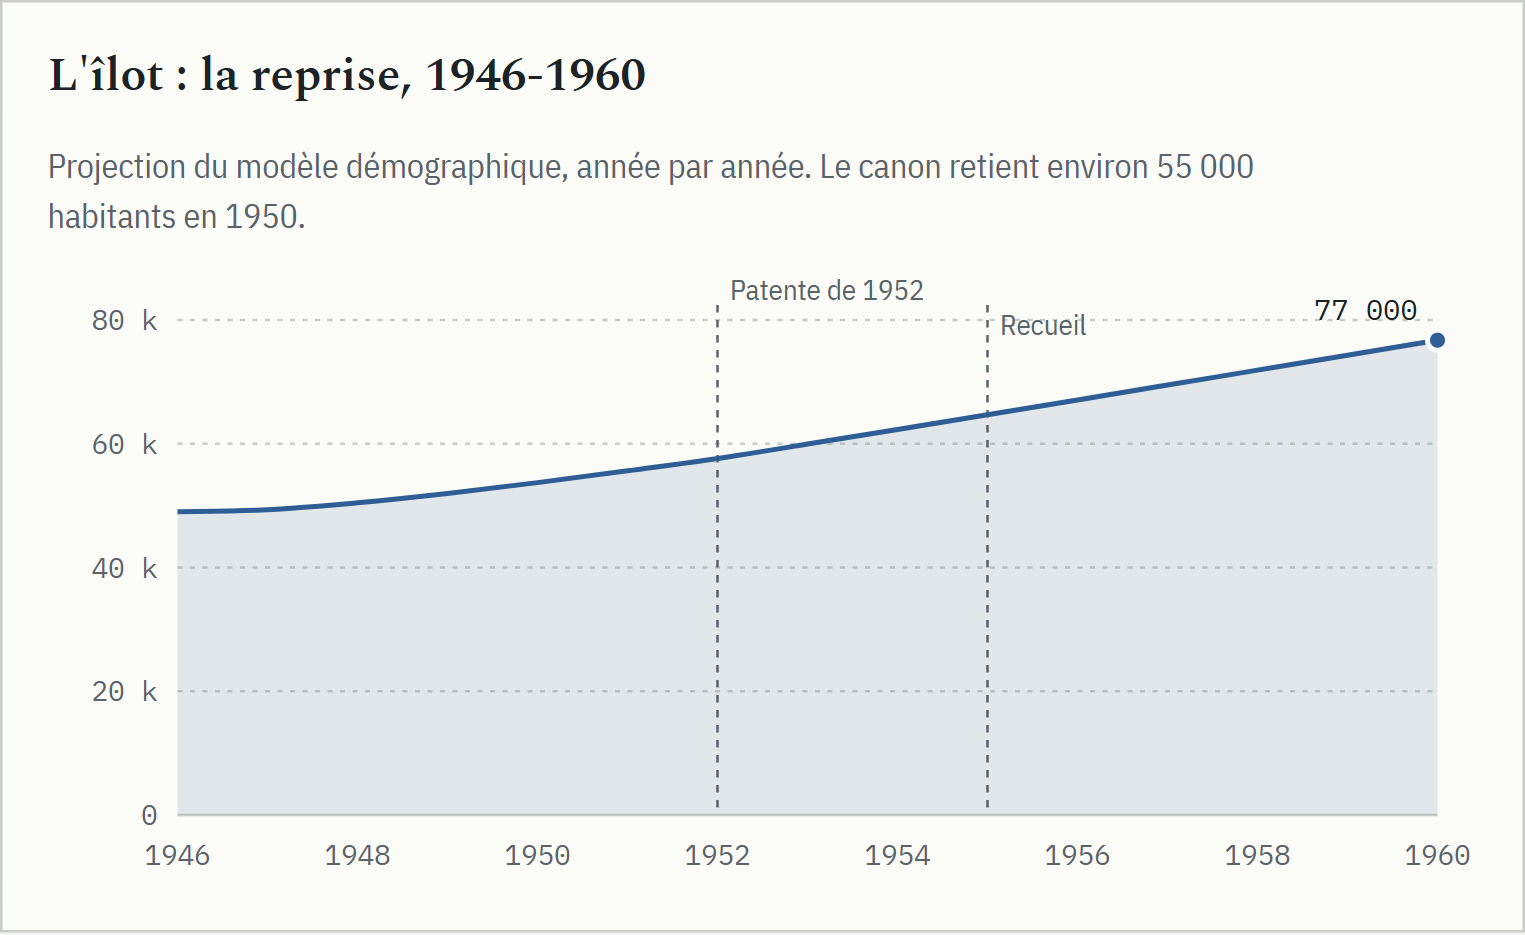 L'îlot : la reprise, 1946-1960
Projection du modèle démographique, année par année. Le canon retient environ 55 000
habitants en 1950.
Patente de 1952
Recueil
77 000
80 k
60 k
40 k
20 k
0
1946 1948 1950 1952 1954 1956 1958 1960